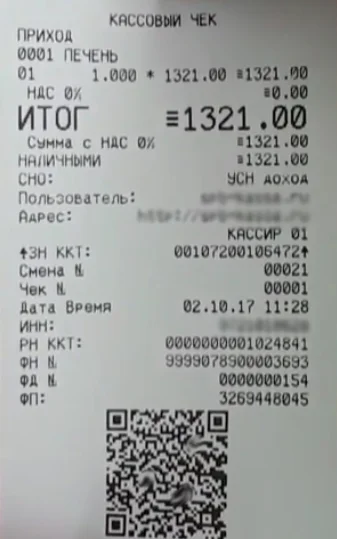 КАССОВЫЙ ЧЕК
ПРИХОД
0001 ПЕЧЕНЬ
01 1.000 * 1321.00 ≡1321.00
НДС 0% ≡0.00
ИТОГ ≡1321.00
Сумма с НДС 0% ≡1321.00
НАЛИЧНЫМИ ≡1321.00
СНО: УСН доход
Пользователь:
Адрес:
КАССИР 01
↑ЗН ККТ: 00107200106472↑
Смена № 00021
Чек № 00001
Дата Время 02.10.17 11:28
ИНН:
РН ККТ: 0000000001024841
ФН № 9999078900003693
ФД № 0000000154
ФП: 3269448045